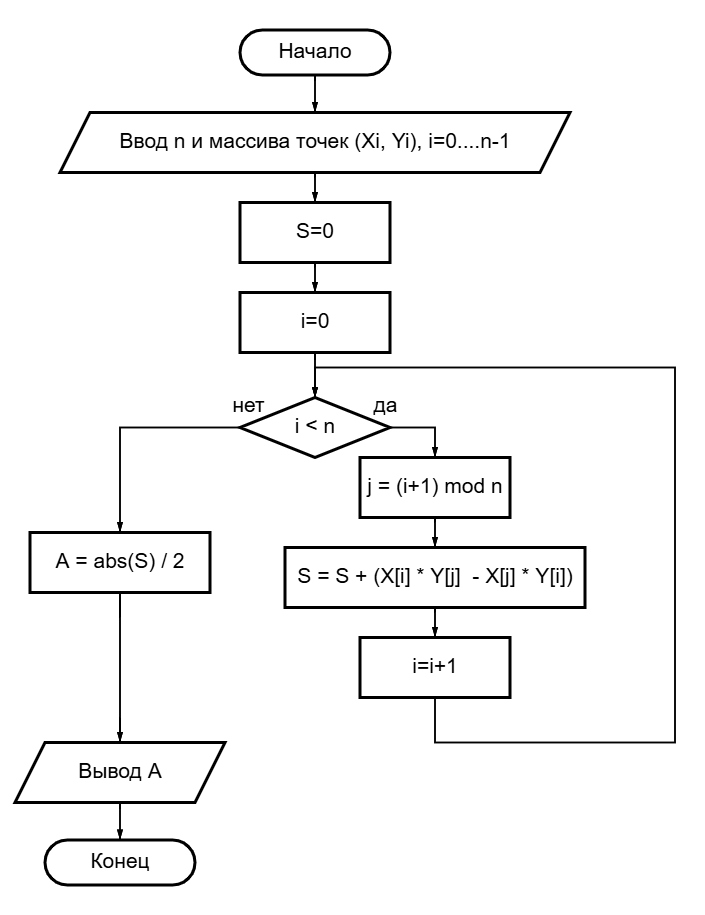 Начало
Ввод n и массива точек (Xi, Yi), i=0....n-1
S=0
i=0
нет
да
i < n
j = (i+1) mod n
A = abs(S) / 2
S = S + (X[i] * Y[j]  - X[j] * Y[i])
i=i+1
Вывод A
Конец